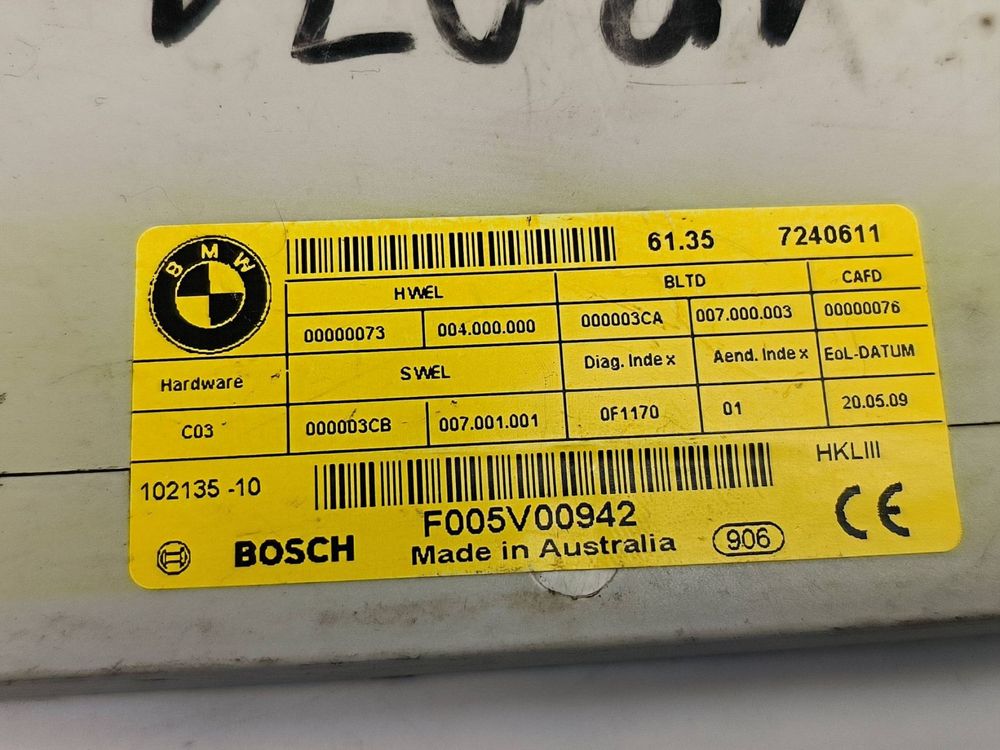 BMW
61.35 7240611
HWEL BLTD CAFD
00000073 004.000.000 000003CA 007.000.003 00000076
Hardware SWEL Diag. Index Aend. Index EoL-DATUM
C03 000003CB 007.001.001 0F1170 01 20.05.09
102135 -10 HKLIII
F005V00942 CE
BOSCH Made in Australia 906